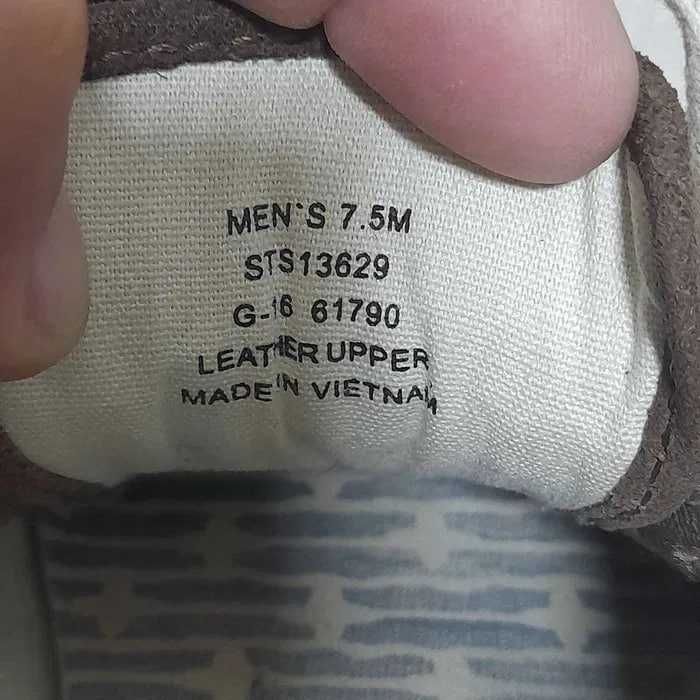 MEN'S 7.5M
STS13629
G-16 61790
LEATHER UPPER
MADE IN VIETNAM